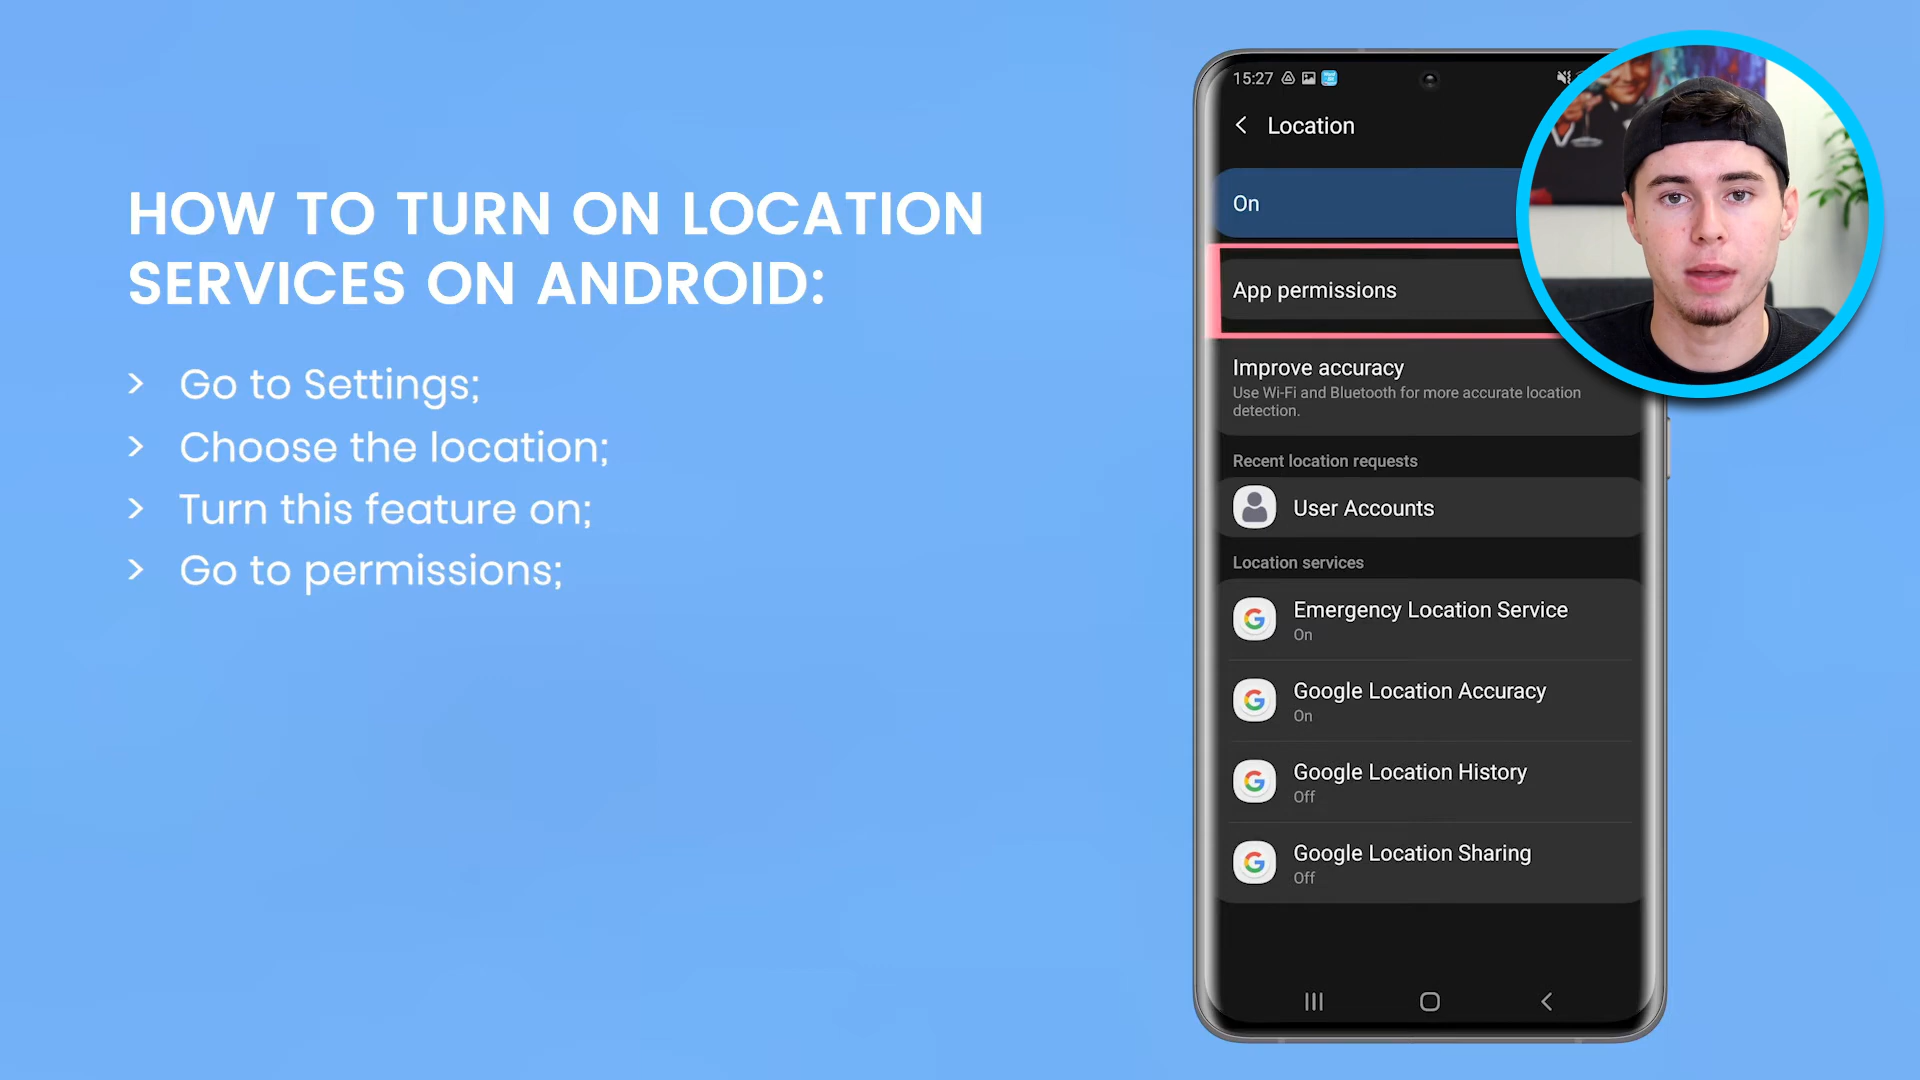 HOW TO TURN ON LOCATION
SERVICES ON ANDROID:
> Go to Settings;
> Choose the location;
> Turn this feature on;
> Go to permissions;
15:27
Location
On
App permissions
Improve accuracy
Use Wi-Fi and Bluetooth for more accurate location
detection.
Recent location requests
User Accounts
Location services
Emergency Location Service
On
Google Location Accuracy
On
Google Location History
Off
Google Location Sharing
Off